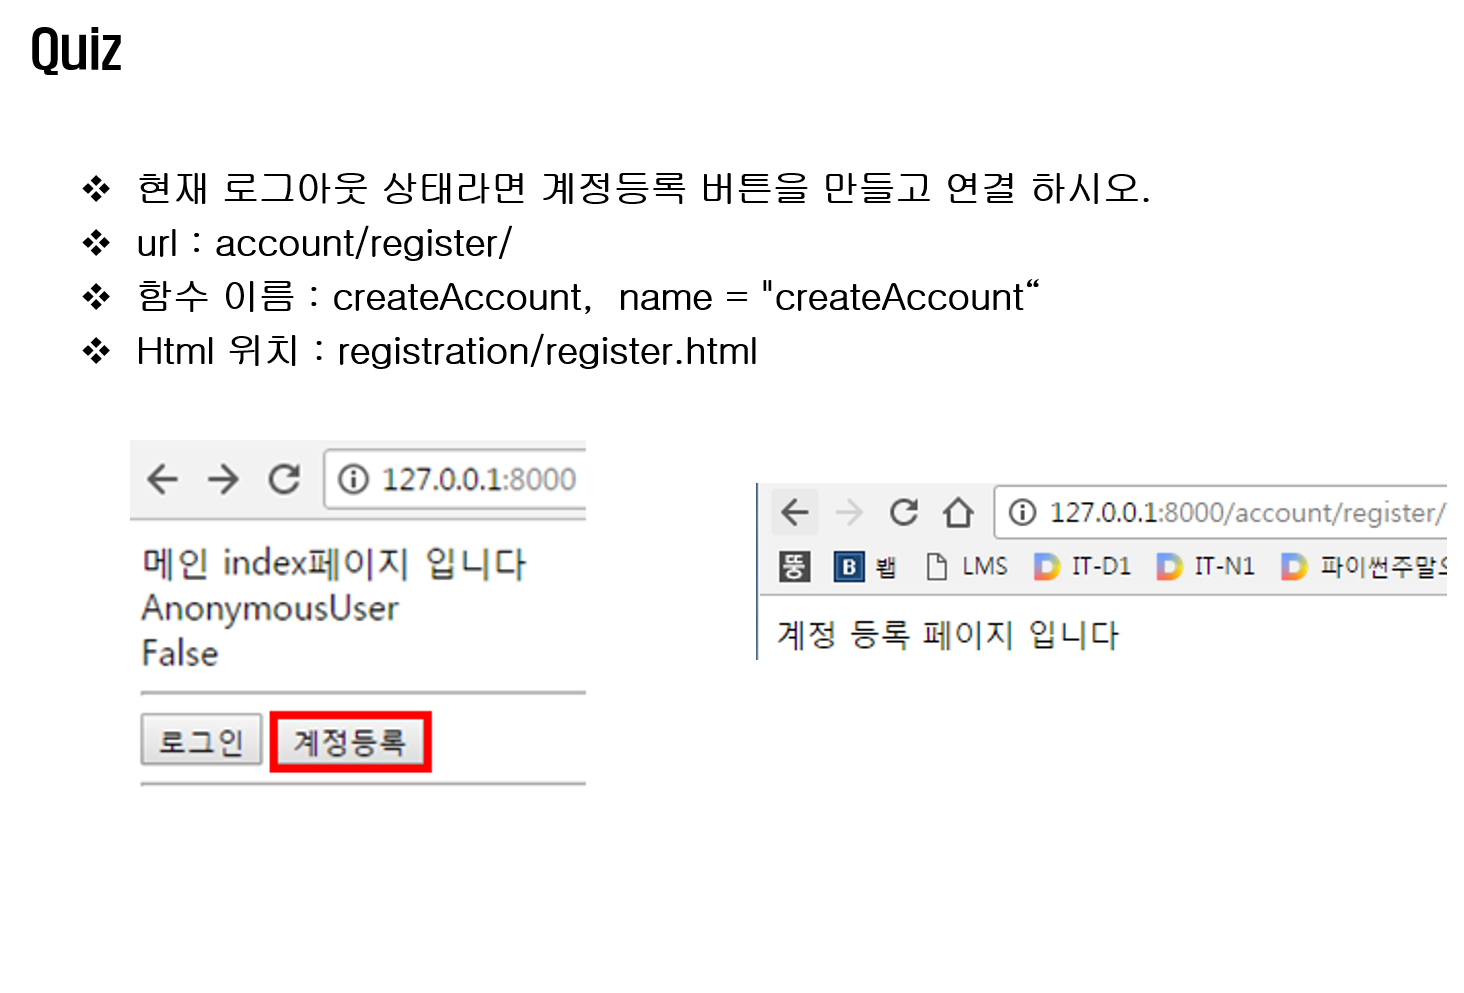 Quiz
❖ 현재 로그아웃 상태라면 계정등록 버튼을 만들고 연결 하시오.
❖ url : account/register/
❖ 함수 이름 : createAccount,  name = "createAccount“
❖ Html 위치 : registration/register.html
127.0.0.1:8000
메인 index페이지 입니다
AnonymousUser
False
로그인 계정등록
127.0.0.1:8000/account/register/
뚱 B 뱁 LMS IT-D1 IT-N1 파이썬주말
계정 등록 페이지 입니다